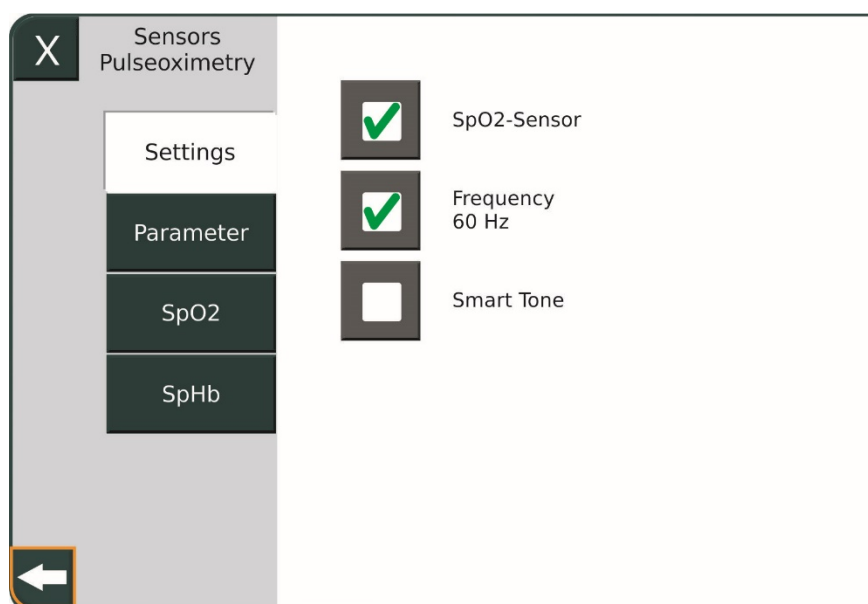 X
Sensors
Pulseoximetry
Settings
Parameter
SpO2
SpHb
SpO2-Sensor
Frequency
60 Hz
Smart Tone